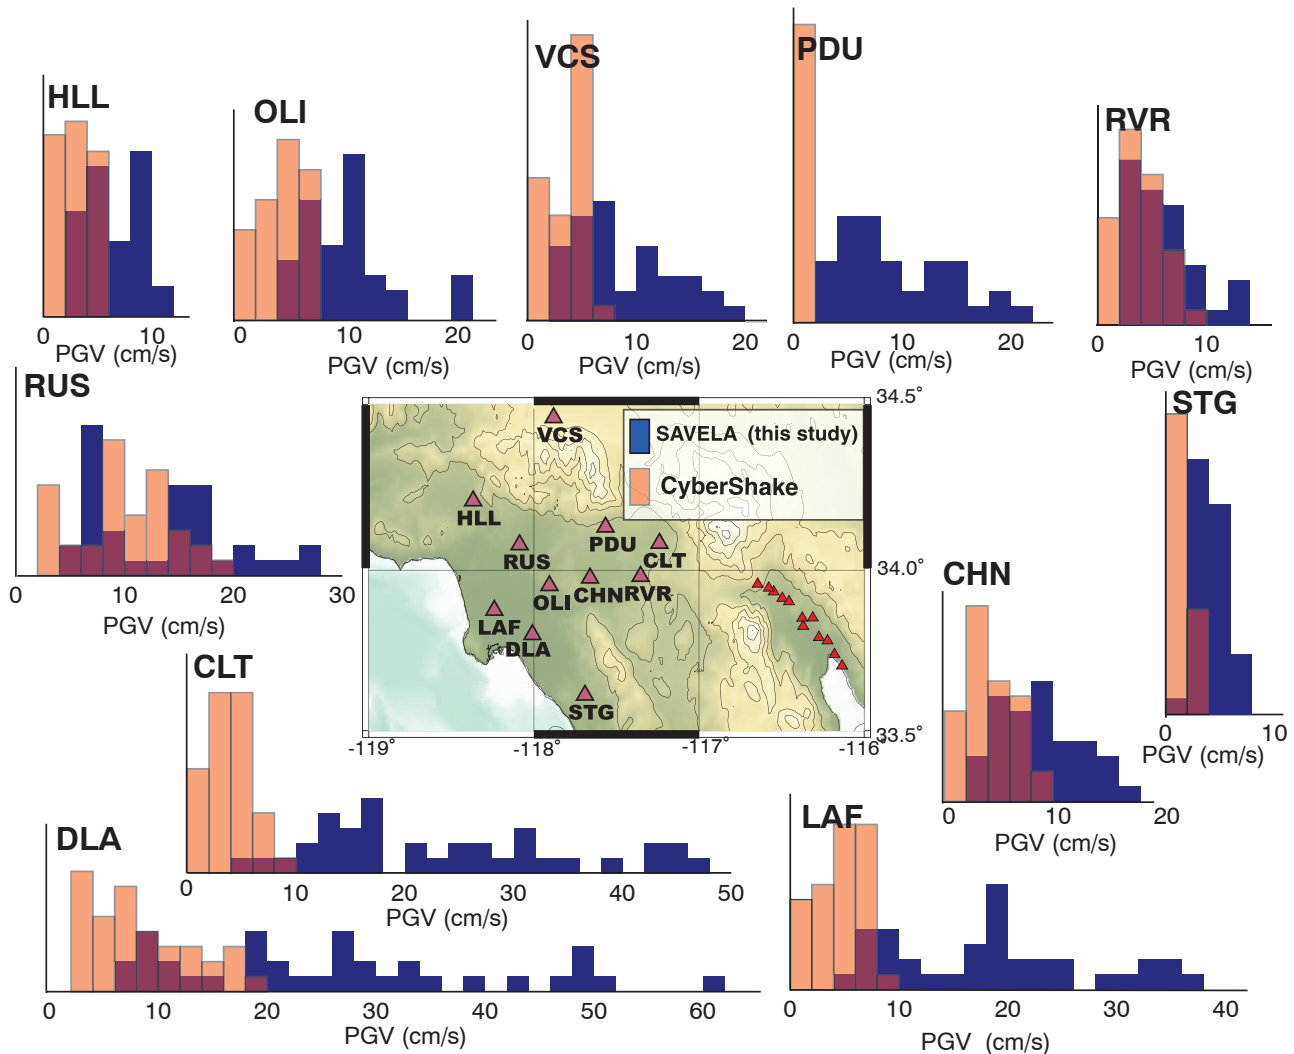 HLL
0 10
PGV (cm/s)
OLI
0 10 20
PGV (cm/s)
VCS
0 10 20
PGV (cm/s)
PDU
0 10 20
PGV (cm/s)
RVR
0 10
PGV (cm/s)
RUS
0 10 20 30
PGV (cm/s)
34.5°
34.0°
33.5°
-119° -118° -117° -116
SAVELA (this study)
CyberShake
VCS
HLL
PDU
RUS
CLT
OLI
CHN
RVR
LAF
DLA
STG
STG
0 10
PGV (cm/s)
CHN
0 10 20
PGV (cm/s)
CLT
0 10 20 30 40 50
PGV (cm/s)
DLA
0 10 20 30 40 50 60
PGV (cm/s)
LAF
0 10 20 30 40
PGV (cm/s)